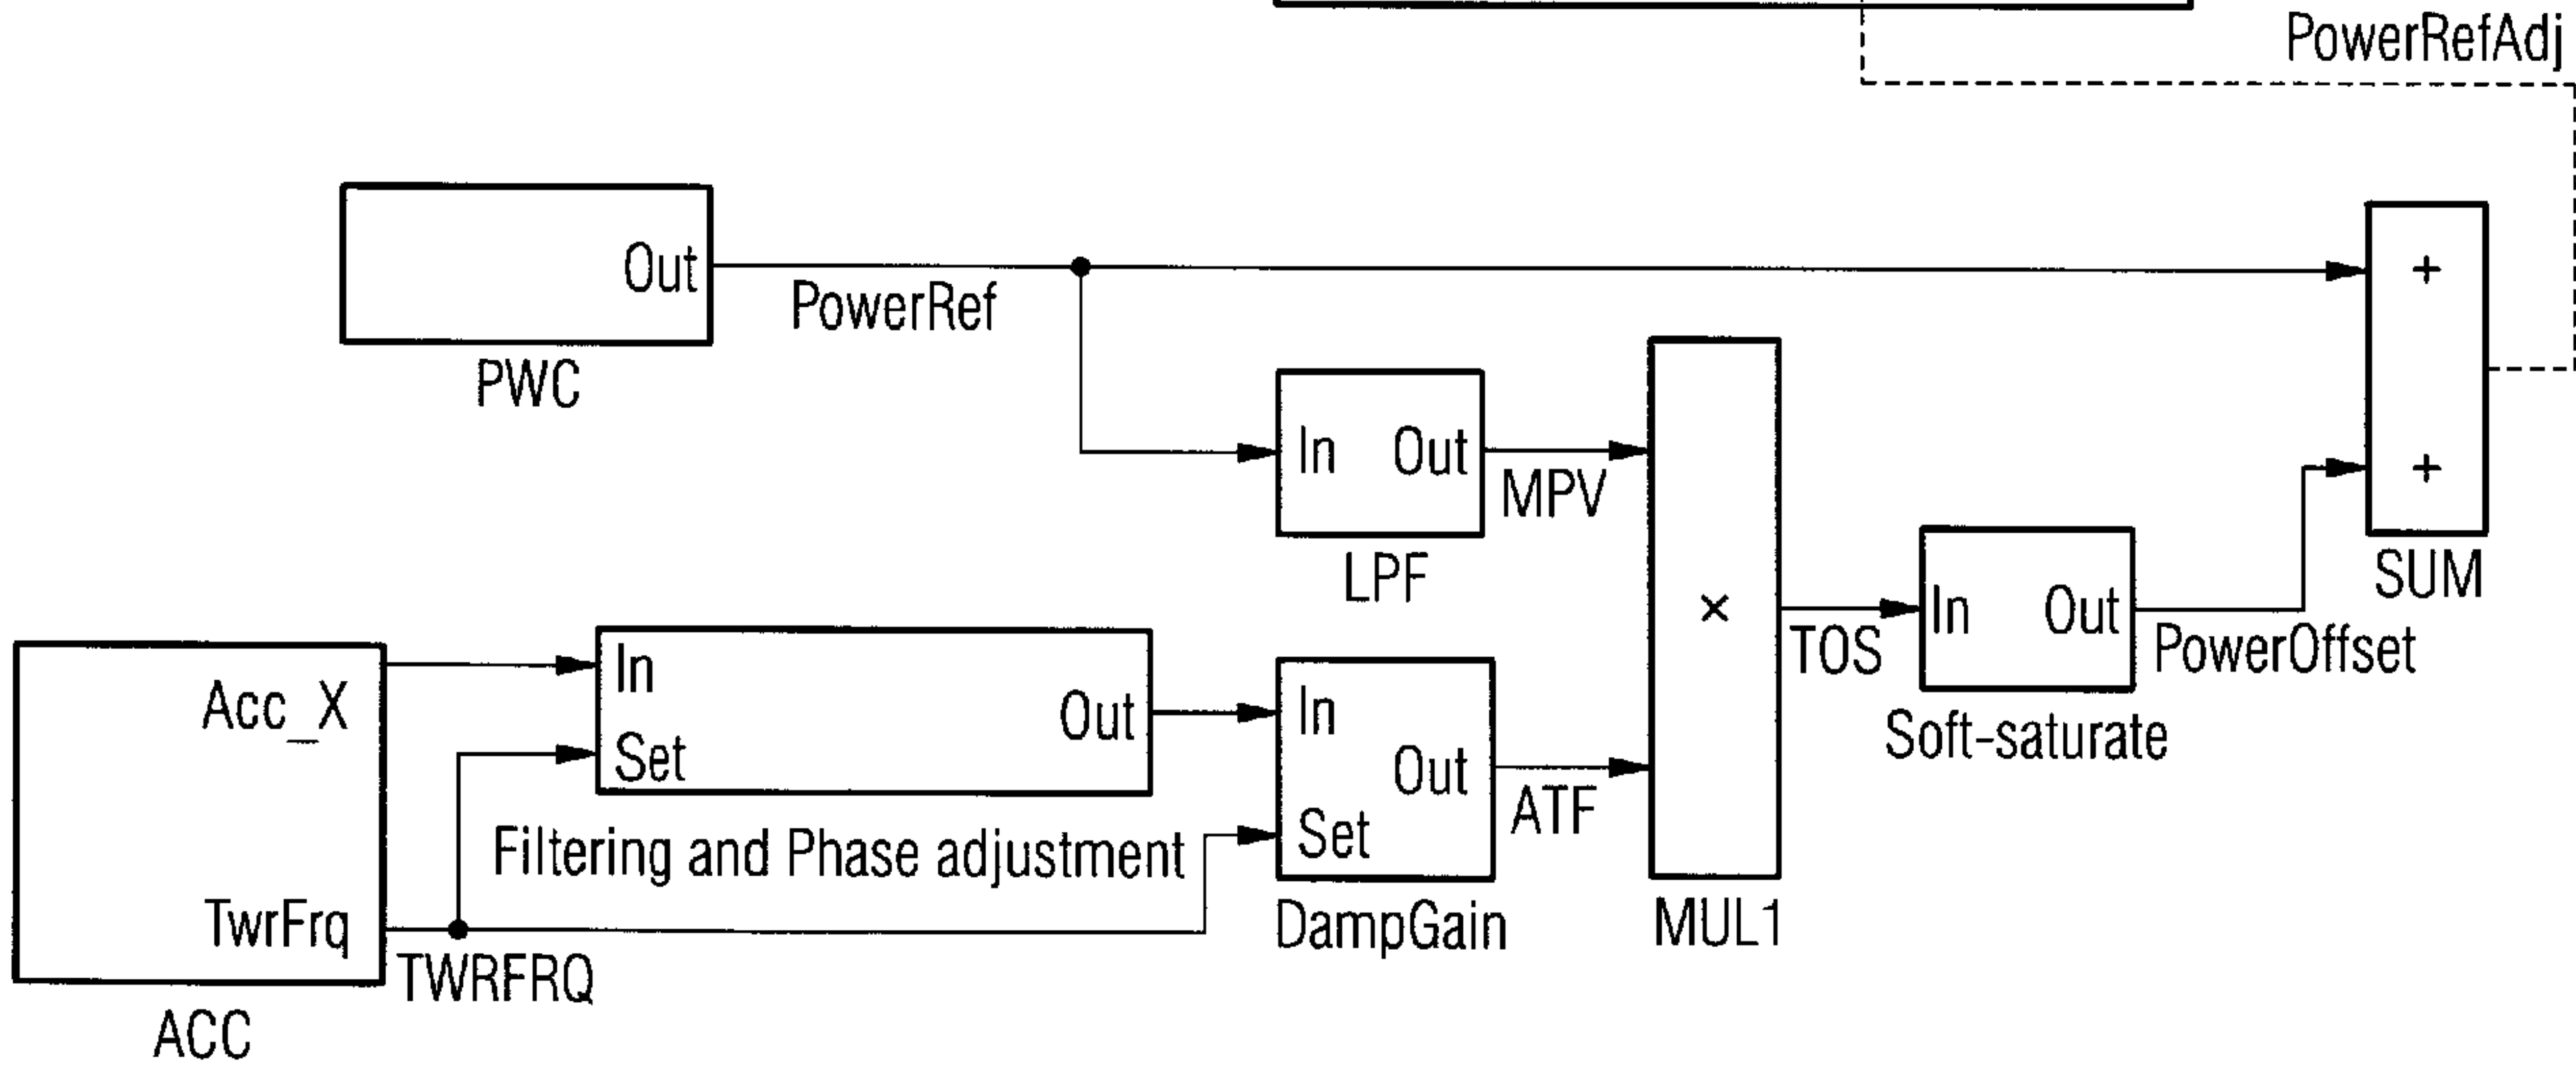 PowerRefAdj
Out
PowerRef
PWC
+
In Out
MPV
LPF
+
SUM
×
TOS
In Out
PowerOffset
Soft-saturate
Acc_X
TwrFrq
TWRFRQ
ACC
In
Set
Out
Filtering and Phase adjustment
In
Out
Set
ATF
DampGain
MUL1